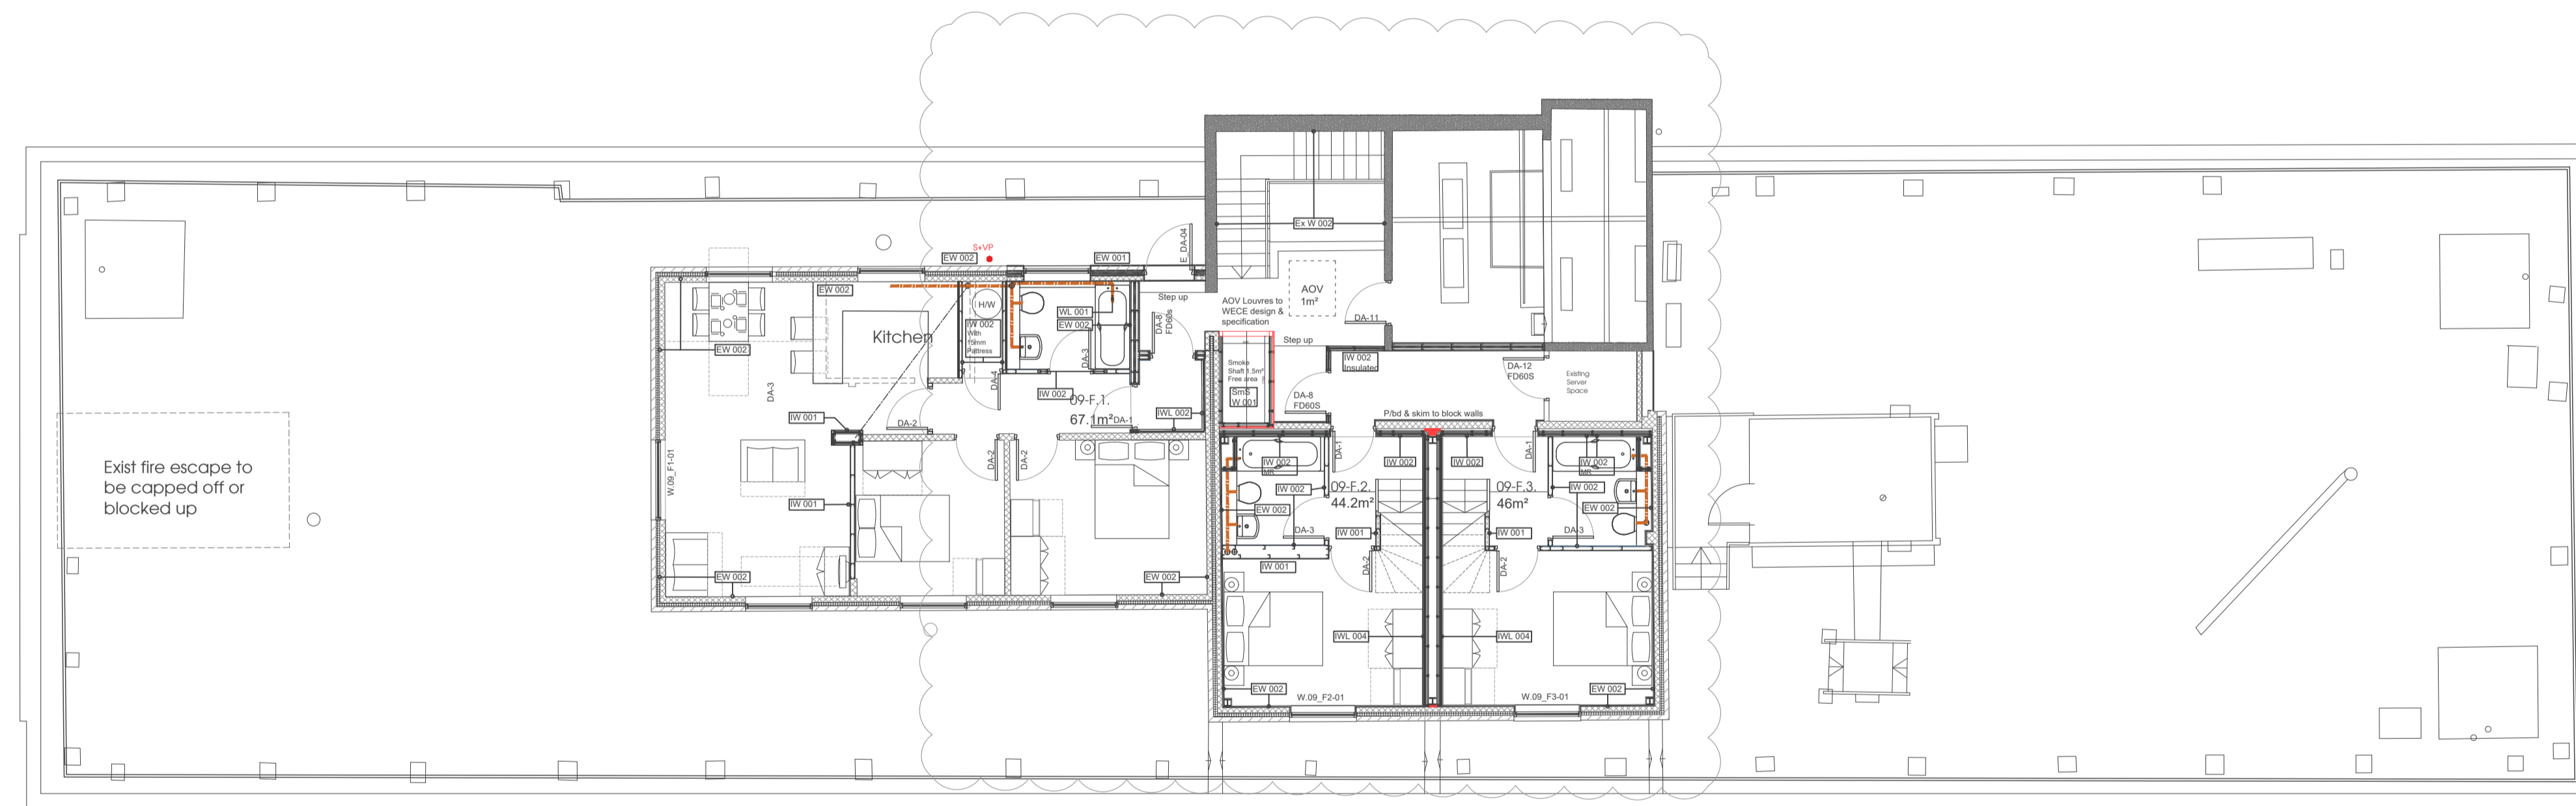 Exist fire escape to
be capped off or
blocked up
S+VP
EW 002
EW 001
E_DA-04
EW 002
H/W
IW 002
With
15mm
Pattress
WL 001
EW 002
DA-8
FD60s
Step up
Kitchen
EW 002
DA-3
DA-3
DA-4
IW 002
09-F.1.
67.1m²
DA-1
IWL 002
IW 001
DA-2
DA-2
DA-2
W.09_F1-01
IW 001
EW 002
EW 002
Ex W 002
AOV
1m²
AOV Louvres to
WECE design &
specification
DA-11
Step up
Smoke
Shaft 1.5m²
Free area
SmS
W 001
IW 002
Insulated
DA-8
FD60S
DA-12
FD60S
Existing
Server
Space
P/bd & skim to block walls
IW 002
MR
DA-1
IW 002
IW 002
DA-1
IW 002
MR
IW 002
09-F.2.
44.2m²
09-F.3.
46m²
IW 002
EW 002
EW 002
DA-3
IW 001
IW 001
DA-3
IW 001
DA-2
DA-2
IWL 004
IWL 004
EW 002
W.09_F2-01
W.09_F3-01
EW 002